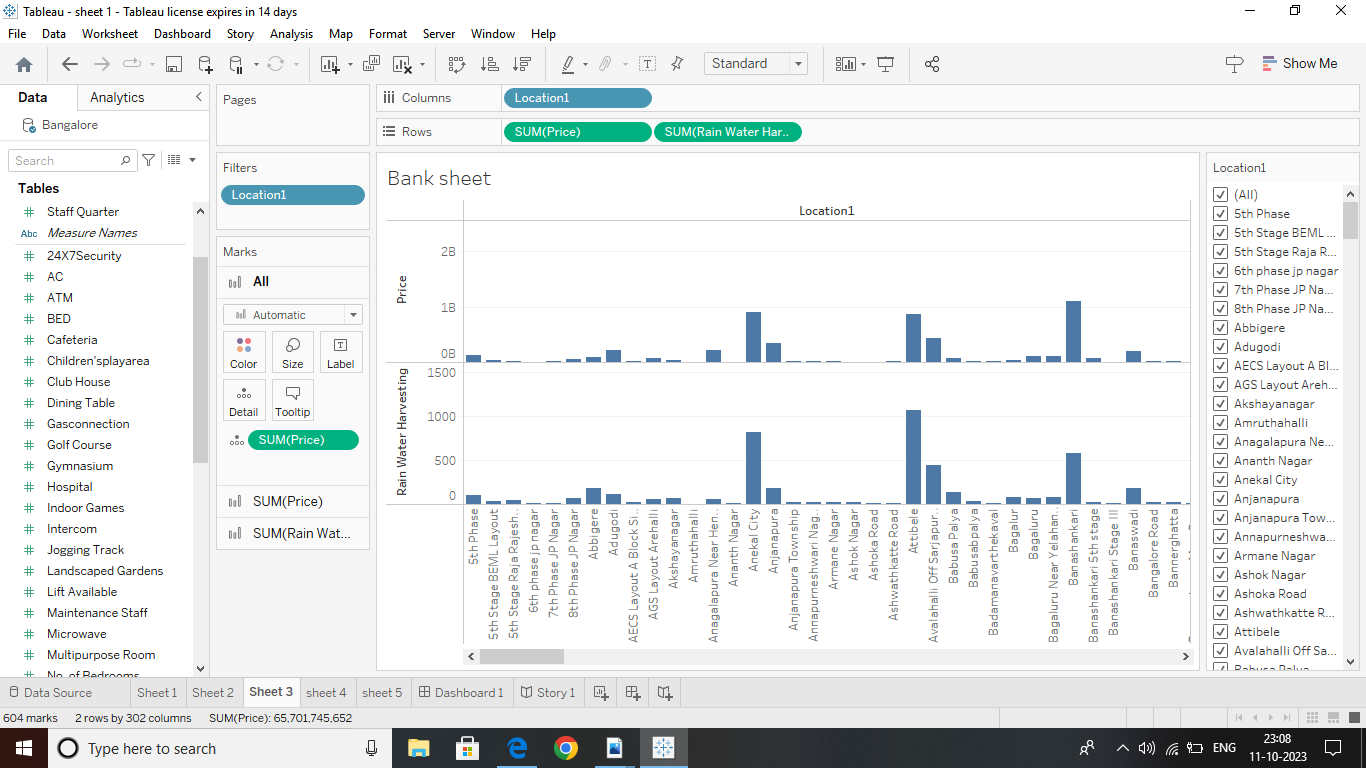 Tableau - sheet 1 - Tableau license expires in 14 days
File Data Worksheet Dashboard Story Analysis Map Format Server Window Help
Standard
Show Me
Data Analytics
Bangalore
Search
Tables
Staff Quarter
Abc Measure Names
24X7Security
AC
ATM
BED
Cafeteria
Children'splayarea
Club House
Dining Table
Gasconnection
Golf Course
Gymnasium
Hospital
Indoor Games
Intercom
Jogging Track
Landscaped Gardens
Lift Available
Maintenance Staff
Microwave
Multipurpose Room
No. of Bedrooms
Pages
Filters
Location1
Marks
All
Automatic
Color Size Label
Detail Tooltip
SUM(Price)
SUM(Price)
SUM(Rain Wat...
Columns Location1
Rows SUM(Price) SUM(Rain Water Har..
Bank sheet
Location1
Price
2B
1B
0B
Rain Water Harvesting
1500
1000
500
0
5th Phase
5th Stage BEML Layout
5th Stage Raja Rajesh..
6th phase jp nagar
7th Phase JP Nagar
8th Phase JP Nagar
Abbigere
Adugodi
AECS Layout A Block Si..
AGS Layout Arehalli
Akshayanagar
Amruthahalli
Anagalapura Near Hen..
Ananth Nagar
Anekal City
Anjanapura
Anjanapura Township
Annapurneshwari Nag..
Armane Nagar
Ashok Nagar
Ashoka Road
Ashwathkatte Road
Attibele
Avalahalli Off Sarjapur..
Babusa Palya
Babusabpalya
Badamanavarthekaval
Bagalur
Bagaluru
Bagaluru Near Yelahan..
Banashankari
Banashankari 5th stage
Banashankari Stage III
Banaswadi
Bangalore Road
Bannerghatta
Location1
(All)
5th Phase
5th Stage BEML ...
5th Stage Raja R...
6th phase jp nagar
7th Phase JP Na...
8th Phase JP Na...
Abbigere
Adugodi
AECS Layout A Bl...
AGS Layout Areh...
Akshayanagar
Amruthahalli
Anagalapura Ne...
Ananth Nagar
Anekal City
Anjanapura
Anjanapura Tow...
Annapurneshwa...
Armane Nagar
Ashok Nagar
Ashoka Road
Ashwathkatte R...
Attibele
Avalahalli Off Sa...
Babusa Palya
Data Source Sheet 1 Sheet 2 Sheet 3 sheet 4 sheet 5 Dashboard 1 Story 1
604 marks 2 rows by 302 columns SUM(Price): 65,701,745,652
Type here to search
ENG
23:08
11-10-2023